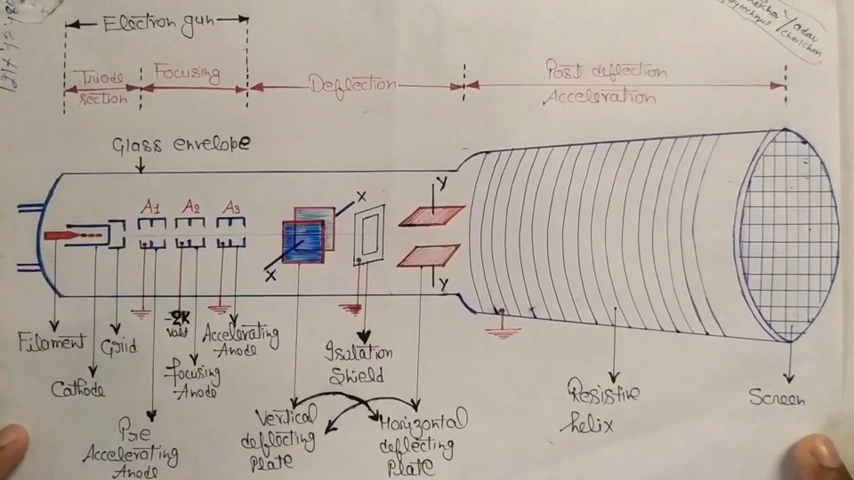 Electron gun
Triode
section
Focusing
Deflection
Post deflection
Acceleration
Glass envelope
A1
A2
A3
X
X
Y
Y
-2K
Volt
Filament
Cathode
Grid
Pre
Accelerating
Anode
focusing
Anode
Accelerating
Anode
Isolation
Shield
Vertical
deflecting
Plate
Horizontal
deflecting
Plate
Resistive
helix
Screen
Yadav